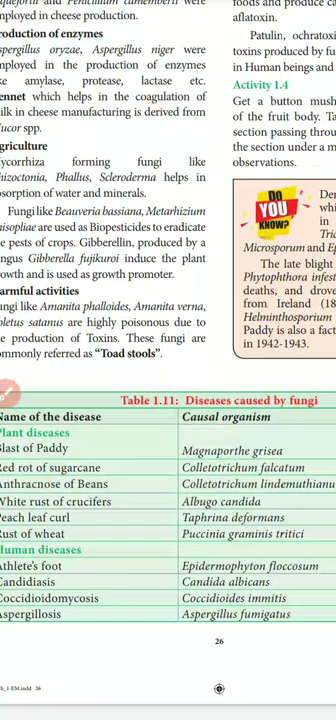 and Penicillum camemberti were
employed in cheese production.
Production of enzymes
Aspergillus oryzae, Aspergillus niger were
employed in the production of enzymes
like amylase, protease, lactase etc.
Rennet which helps in the coagulation of
milk in cheese manufacturing is derived from
Mucor spp.
Agriculture
Mycorrhiza forming fungi like
Rhizoctonia, Phallus, Scleroderma helps in
absorption of water and minerals.
Fungi like Beauveria bassiana, Metarhizium
anisopliae are used as Biopesticides to eradicate
the pests of crops. Gibberellin, produced by a
fungus Gibberella fujikuroi induce the plant
growth and is used as growth promoter.
Harmful activities
Fungi like Amanita phalloides, Amanita verna,
Boletus satanus are highly poisonous due to
the production of Toxins. These fungi are
commonly referred as “Toad stools”.
foods and produce ca
aflatoxin.
Patulin, ochratoxi
toxins produced by fu
in Human beings and
Activity 1.4
Get a button mush
of the fruit body. Ta
section passing throu
the section under a m
observations.
DO
YOU
KNOW?
Der
whi
in
Tric
Microsporum and Ep
The late blight
Phytophthora infest
deaths, and drove
from Ireland (18
Helminthosporium
Paddy is also a fact
in 1942-1943.
Table 1.11: Diseases caused by fungi
Name of the disease Causal organism
Plant diseases
Blast of Paddy Magnaporthe grisea
Red rot of sugarcane Colletotrichum falcatum
Anthracnose of Beans Colletotrichum lindemuthianu
White rust of crucifers Albugo candida
Peach leaf curl Taphrina deformans
Rust of wheat Puccinia graminis tritici
Human diseases
Athlete’s foot Epidermophyton floccosum
Candidiasis Candida albicans
Coccidioidomycosis Coccidioides immitis
Aspergillosis Aspergillus fumigatus
26
th_1-EM.indd 26